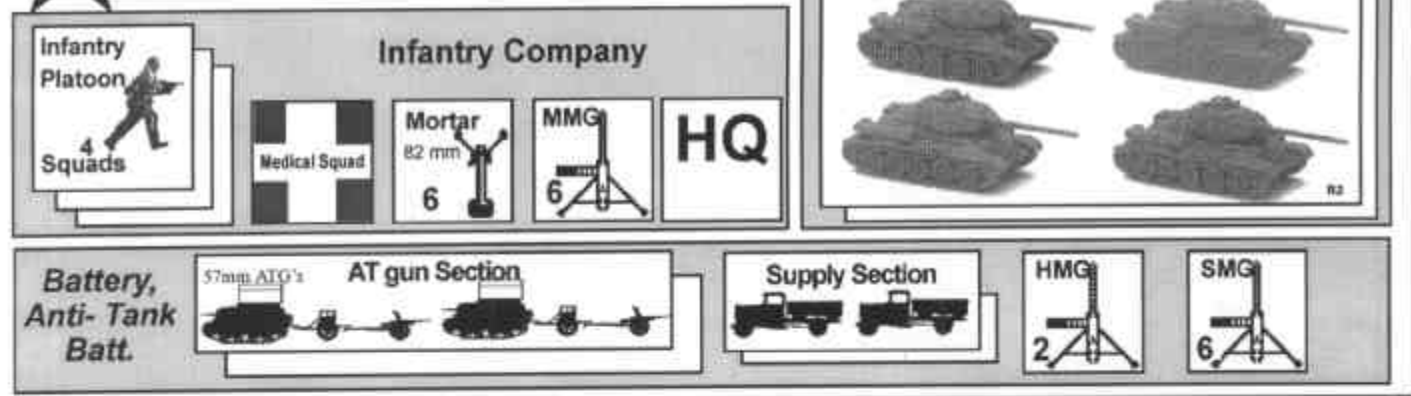 Infantry
Platoon
4
Squads
Infantry Company
Medical Squad
Mortar
82 mm
6
MMG
6
HQ
R2
Battery,
Anti- Tank
Batt.
57mm ATG's
AT gun Section
Supply Section
HMG
2
SMG
6